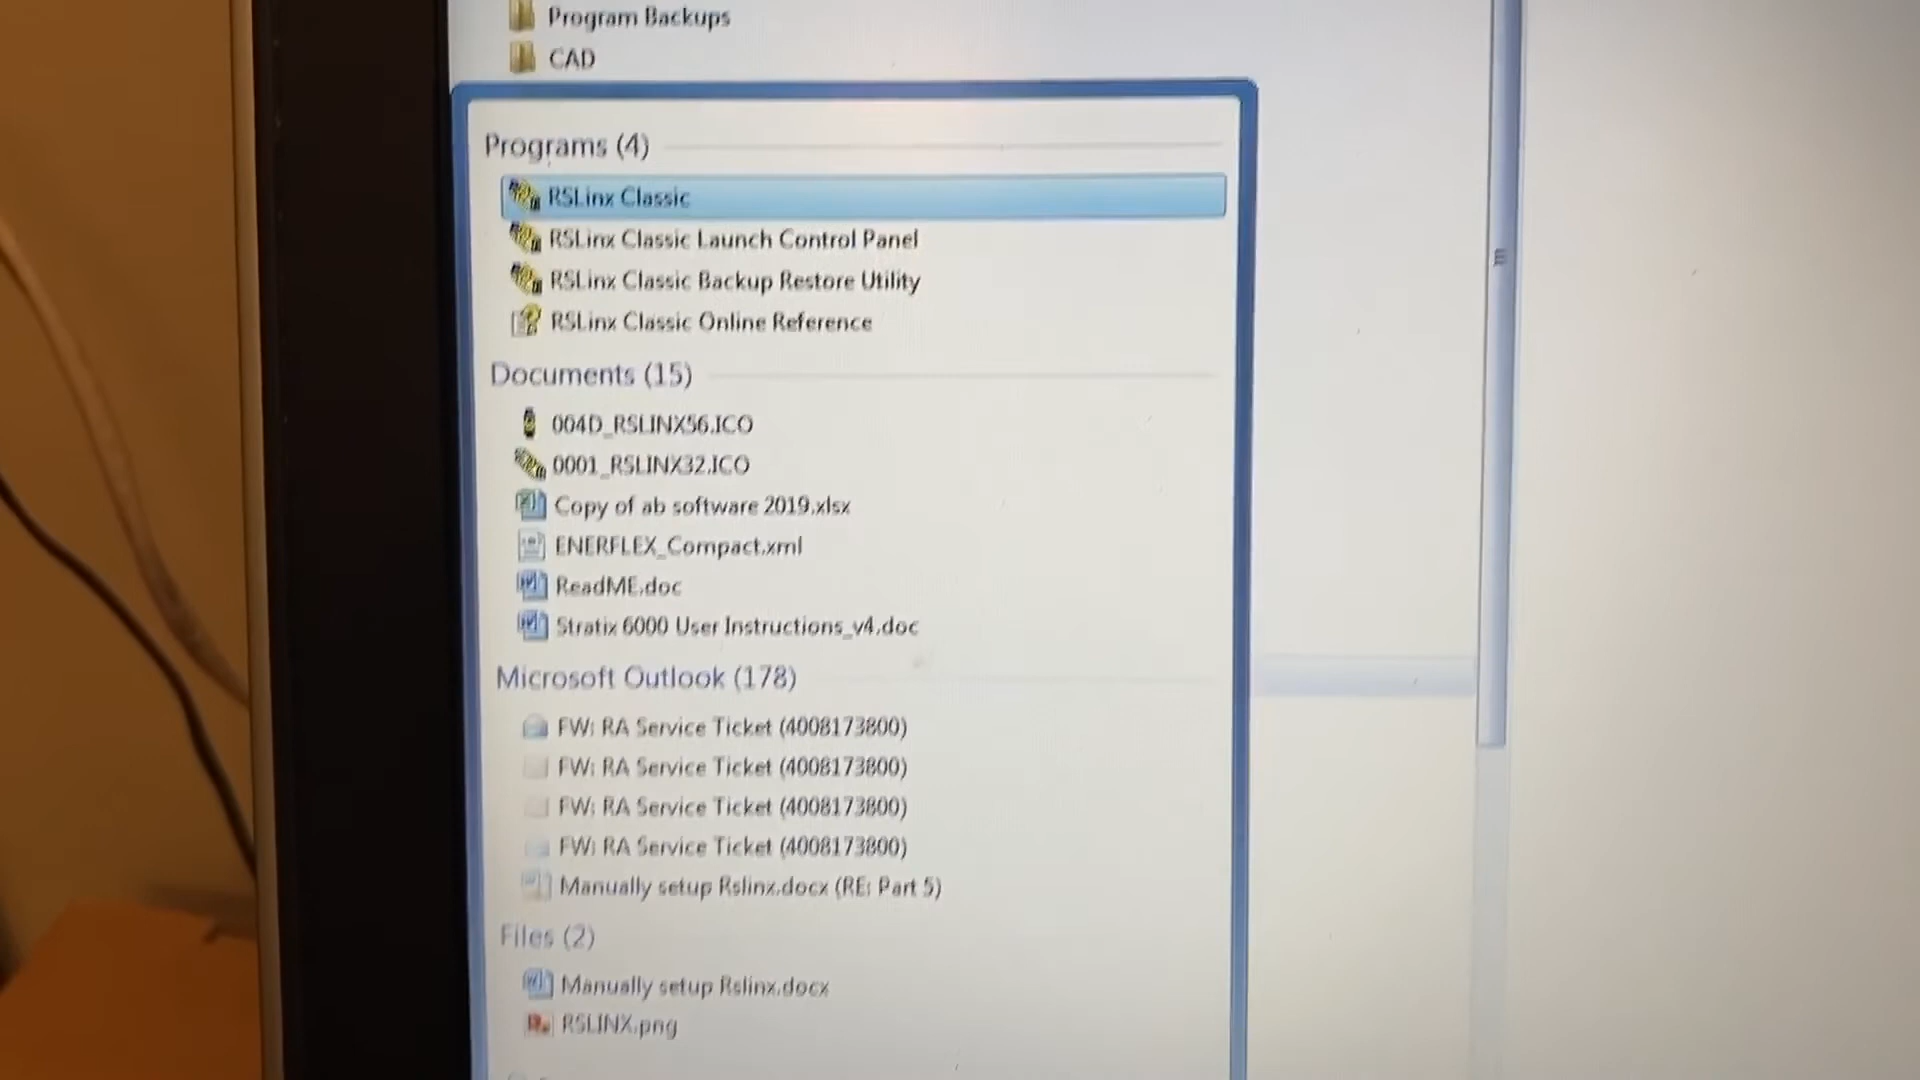 Program Backups
CAD
Programs (4)
RSLinx Classic
RSLinx Classic Launch Control Panel
RSLinx Classic Backup Restore Utility
RSLinx Classic Online Reference
Documents (15)
004D_RSLINX56.ICO
0001_RSLINX32.ICO
Copy of ab software 2019.xlsx
ENERFLEX_Compact.xml
ReadME.doc
Stratix 6000 User Instructions_v4.doc
Microsoft Outlook (178)
FW: RA Service Ticket (4008173800)
FW: RA Service Ticket (4008173800)
FW: RA Service Ticket (4008173800)
FW: RA Service Ticket (4008173800)
Manually setup Rslinx.docx (RE: Part 5)
Files (2)
Manually setup Rslinx.docx
RSLINX.png